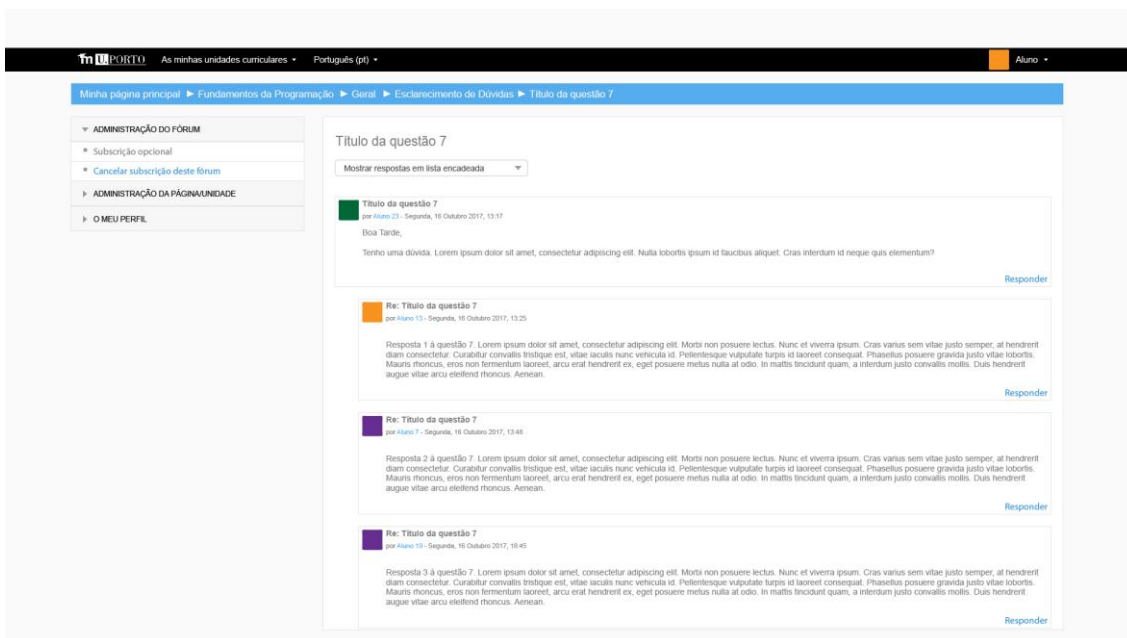 U.PORTO As minhas unidades curriculares Português (pt) Aluno
Minha página principal ► Fundamentos da Programação ► Geral ► Esclarecimento de Dúvidas ► Título da questão 7
ADMINISTRAÇÃO DO FÓRUM
Subscrição opcional
Cancelar subscrição deste fórum
ADMINISTRAÇÃO DA PÁGINA/UNIDADE
O MEU PERFIL
Título da questão 7
Mostrar respostas em lista encadeada
Título da questão 7
por Aluno 23 - Segunda, 16 Outubro 2017, 13:17
Boa Tarde,
Tenho uma dúvida. Lorem ipsum dolor sit amet, consectetur adipiscing elit. Nulla lobortis ipsum id faucibus aliquet. Cras interdum id neque quis elementum?
Responder
Re: Título da questão 7
por Aluno 13 - Segunda, 16 Outubro 2017, 13:25
Resposta 1 à questão 7. Lorem ipsum dolor sit amet, consectetur adipiscing elit. Morbi non posuere lectus. Nunc et viverra ipsum. Cras varius sem vitae justo semper, at hendrerit
diam consectetur. Curabitur convallis tristique est, vitae iaculis nunc vehicula id. Pellentesque vulputate turpis id laoreet consequat. Phasellus posuere gravida justo vitae lobortis.
Mauris rhoncus, eros non fermentum laoreet, arcu erat hendrerit ex, eget posuere metus nulla at odio. In mattis tincidunt quam, a interdum justo convallis mollis. Duis hendrerit
augue vitae arcu eleifend rhoncus. Aenean.
Responder
Re: Título da questão 7
por Aluno 7 - Segunda, 16 Outubro 2017, 13:48
Resposta 2 à questão 7. Lorem ipsum dolor sit amet, consectetur adipiscing elit. Morbi non posuere lectus. Nunc et viverra ipsum. Cras varius sem vitae justo semper, at hendrerit
diam consectetur. Curabitur convallis tristique est, vitae iaculis nunc vehicula id. Pellentesque vulputate turpis id laoreet consequat. Phasellus posuere gravida justo vitae lobortis.
Mauris rhoncus, eros non fermentum laoreet, arcu erat hendrerit ex, eget posuere metus nulla at odio. In mattis tincidunt quam, a interdum justo convallis mollis. Duis hendrerit
augue vitae arcu eleifend rhoncus. Aenean.
Responder
Re: Título da questão 7
por Aluno 19 - Segunda, 16 Outubro 2017, 18:45
Resposta 3 à questão 7. Lorem ipsum dolor sit amet, consectetur adipiscing elit. Morbi non posuere lectus. Nunc et viverra ipsum. Cras varius sem vitae justo semper, at hendrerit
diam consectetur. Curabitur convallis tristique est, vitae iaculis nunc vehicula id. Pellentesque vulputate turpis id laoreet consequat. Phasellus posuere gravida justo vitae lobortis.
Mauris rhoncus, eros non fermentum laoreet, arcu erat hendrerit ex, eget posuere metus nulla at odio. In mattis tincidunt quam, a interdum justo convallis mollis. Duis hendrerit
augue vitae arcu eleifend rhoncus. Aenean.
Responder